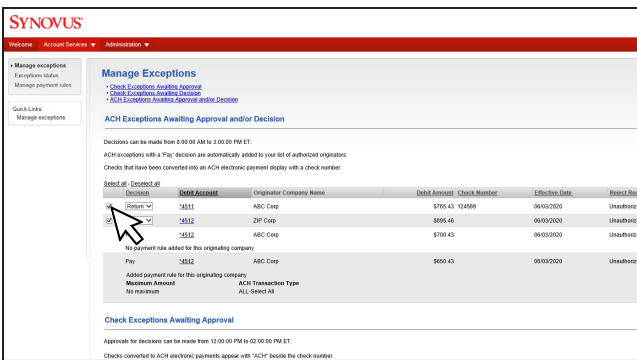 SYNOVUS®
Welcome Account Services Administration
Manage exceptions
Exceptions status
Manage payment rules
Quick Links:
Manage exceptions
Manage Exceptions
Check Exceptions Awaiting Approval
Check Exceptions Awaiting Decision
ACH Exceptions Awaiting Approval and/or Decision
ACH Exceptions Awaiting Approval and/or Decision
Decisions can be made from 8:00:00 AM to 3:00:00 PM ET.
ACH exceptions with a 'Pay' decision are automatically added to your list of authorized originators.
Checks that have been converted into an ACH electronic payment display with a check number.
Select all - Deselect all
Decision Debit Account Originator Company Name Debit Amount Check Number Effective Date Reject Re
Return *4511 ABC Corp $765.43 124569 06/03/2020 Unauthoriz
*4512 ZIP Corp $895.46 06/03/2020 Unauthoriz
*4512 ABC Corp $700.43 06/03/2020 Unauthoriz
No payment rule added for this originating company
Pay *4512 ABC Corp $650.43 06/03/2020 Unauthoriz
Added payment rule for this originating company
Maximum Amount ACH Transaction Type
No maximum ALL-Select All
Check Exceptions Awaiting Approval
Approvals for decisions can be made from 12:00:00 PM to 02:00:00 PM ET.
Checks converted to ACH electronic payments appear with "ACH" beside the check number.